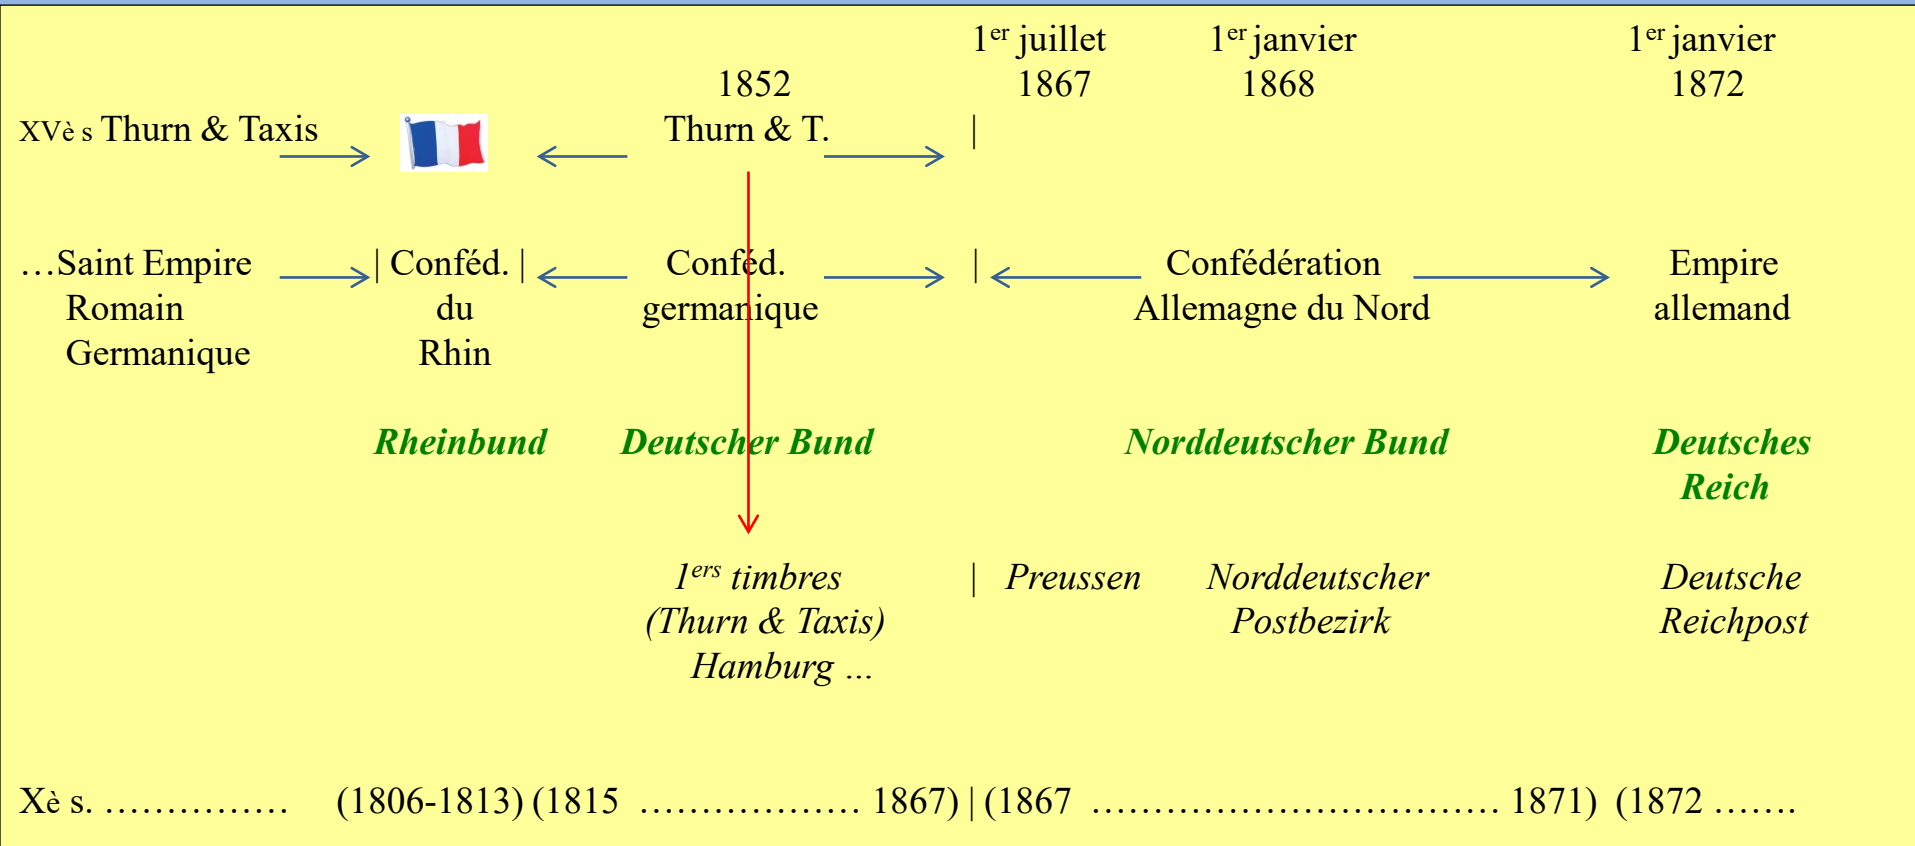 1er juillet 1er janvier 1er janvier
1852 1867 1868 1872
XVè s Thurn & Taxis Thurn & T. |
…Saint Empire | Conféd. | Conféd. | Confédération Empire
Romain du germanique Allemagne du Nord allemand
Germanique Rhin
Rheinbund Deutscher Bund Norddeutscher Bund Deutsches
Reich
1ers timbres | Preussen Norddeutscher Deutsche
(Thurn & Taxis) Postbezirk Reichpost
Hamburg …
Xè s. …………… (1806-1813) (1815 ……………… 1867) | (1867 …………………………… 1871) (1872 …….